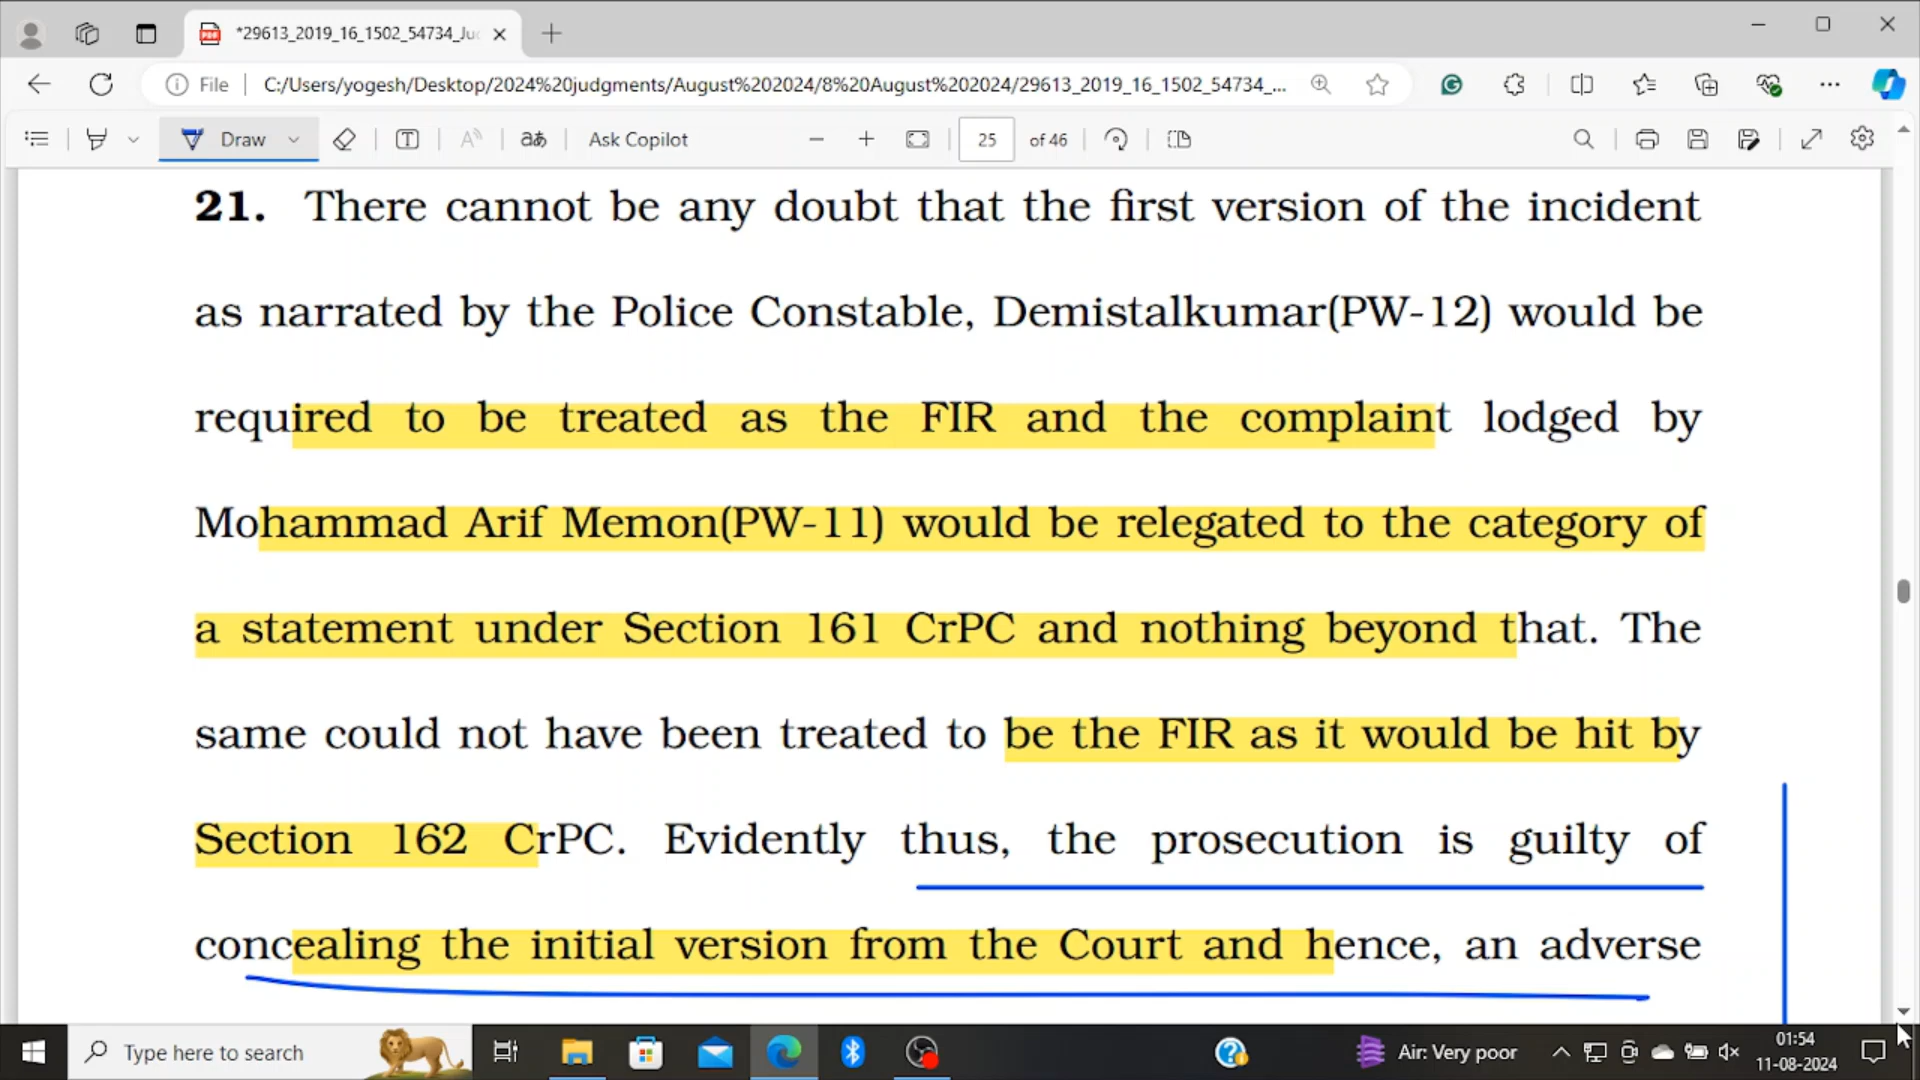 *29613_2019_16_1502_54734_Ju
File
C:/Users/yogesh/Desktop/2024%20judgments/August%202024/8%20August%202024/29613_2019_16_1502_54734_...
Draw
aあ
Ask Copilot
25 of 46
21. There cannot be any doubt that the first version of the incident
as narrated by the Police Constable, Demistalkumar(PW-12) would be
required to be treated as the FIR and the complaint lodged by
Mohammad Arif Memon(PW-11) would be relegated to the category of
a statement under Section 161 CrPC and nothing beyond that. The
same could not have been treated to be the FIR as it would be hit by
Section 162 CrPC. Evidently thus, the prosecution is guilty of
concealing the initial version from the Court and hence, an adverse
Type here to search
Air: Very poor
01:54
11-08-2024